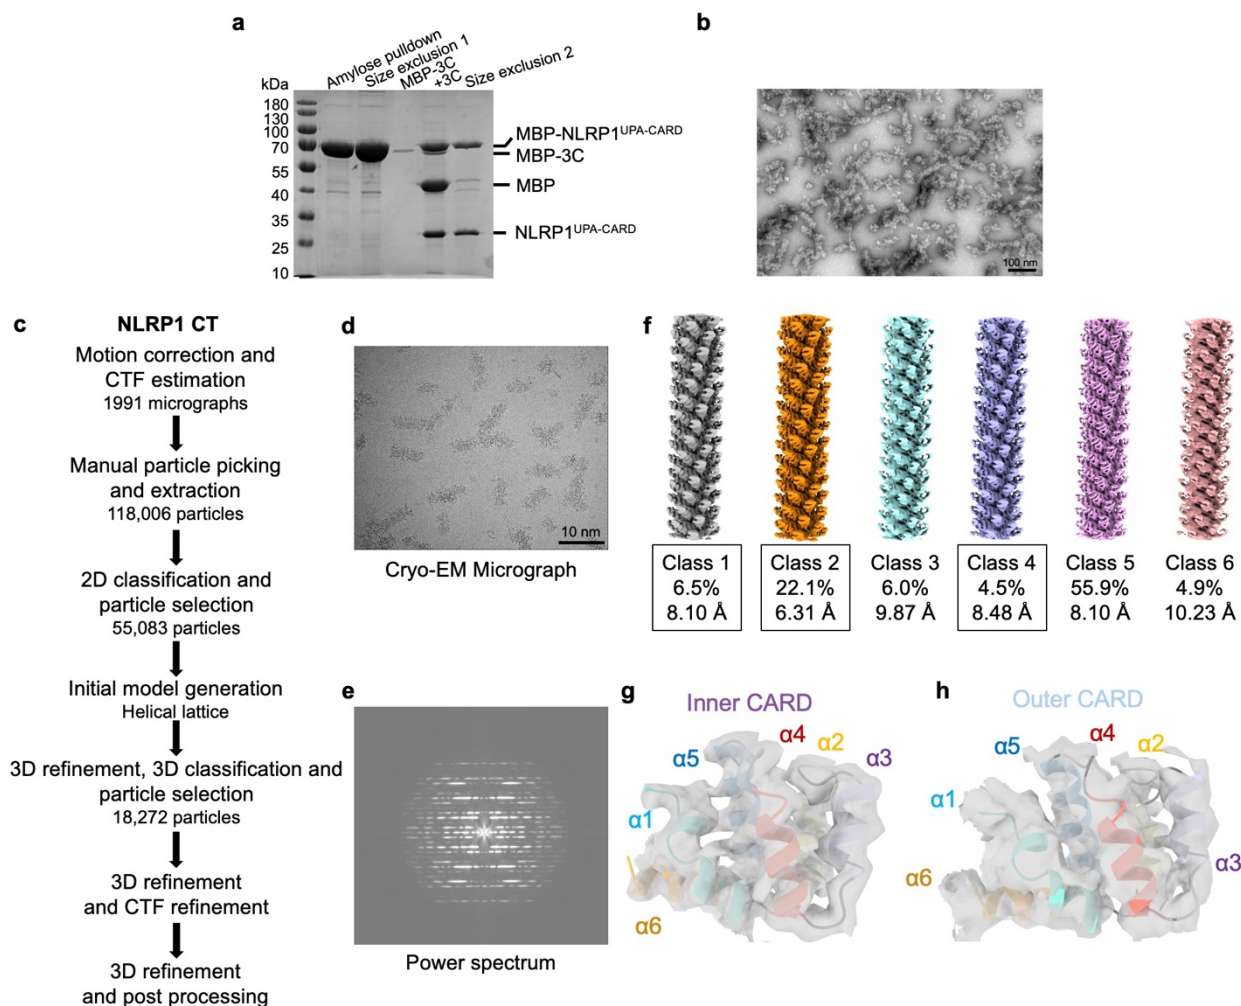 a
Amylose pulldown
Size exclusion 1
MBP-3C
+3C
Size exclusion 2
kDa
180
130
100
70
55
40
35
25
10
MBP-NLRP1UPA-CARD
MBP-3C
MBP
NLRP1UPA-CARD
b
100 nm
c
NLRP1 CT
Motion correction and
CTF estimation
1991 micrographs
Manual particle picking
and extraction
118,006 particles
2D classification and
particle selection
55,083 particles
Initial model generation
Helical lattice
3D refinement, 3D classification and
particle selection
18,272 particles
3D refinement
and CTF refinement
3D refinement
and post processing
d
10 nm
Cryo-EM Micrograph
e
Power spectrum
f
Class 1
6.5%
8.10 Å
Class 2
22.1%
6.31 Å
Class 3
6.0%
9.87 Å
Class 4
4.5%
8.48 Å
Class 5
55.9%
8.10 Å
Class 6
4.9%
10.23 Å
g
Inner CARD
α5
α4
α2
α3
α1
α6
h
Outer CARD
α5
α4
α2
α1
α3
α6